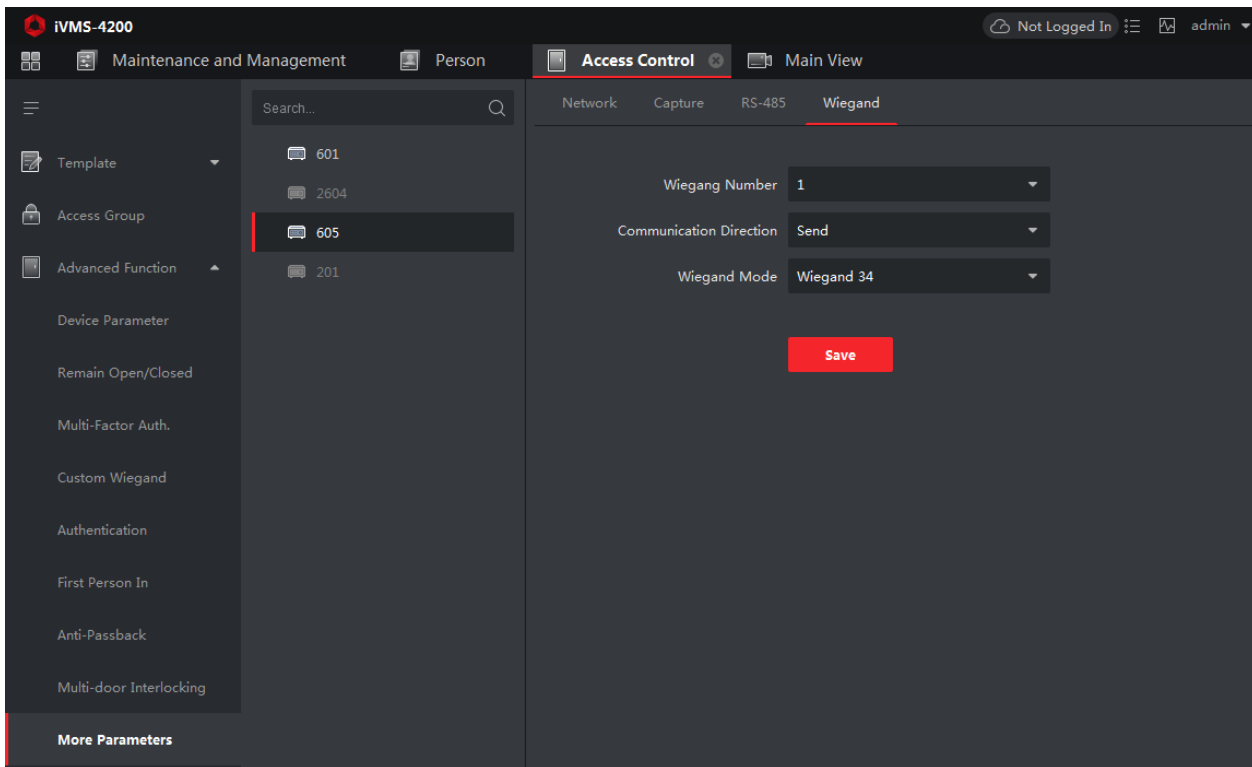 iVMS-4200
Not Logged In
admin
Maintenance and Management
Person
Access Control
Main View
Template
Access Group
Advanced Function
Device Parameter
Remain Open/Closed
Multi-Factor Auth.
Custom Wiegand
Authentication
First Person In
Anti-Passback
Multi-door Interlocking
More Parameters
Search...
601
2604
605
201
Network
Capture
RS-485
Wiegand
Wiegang Number 1
Communication Direction Send
Wiegand Mode Wiegand 34
Save